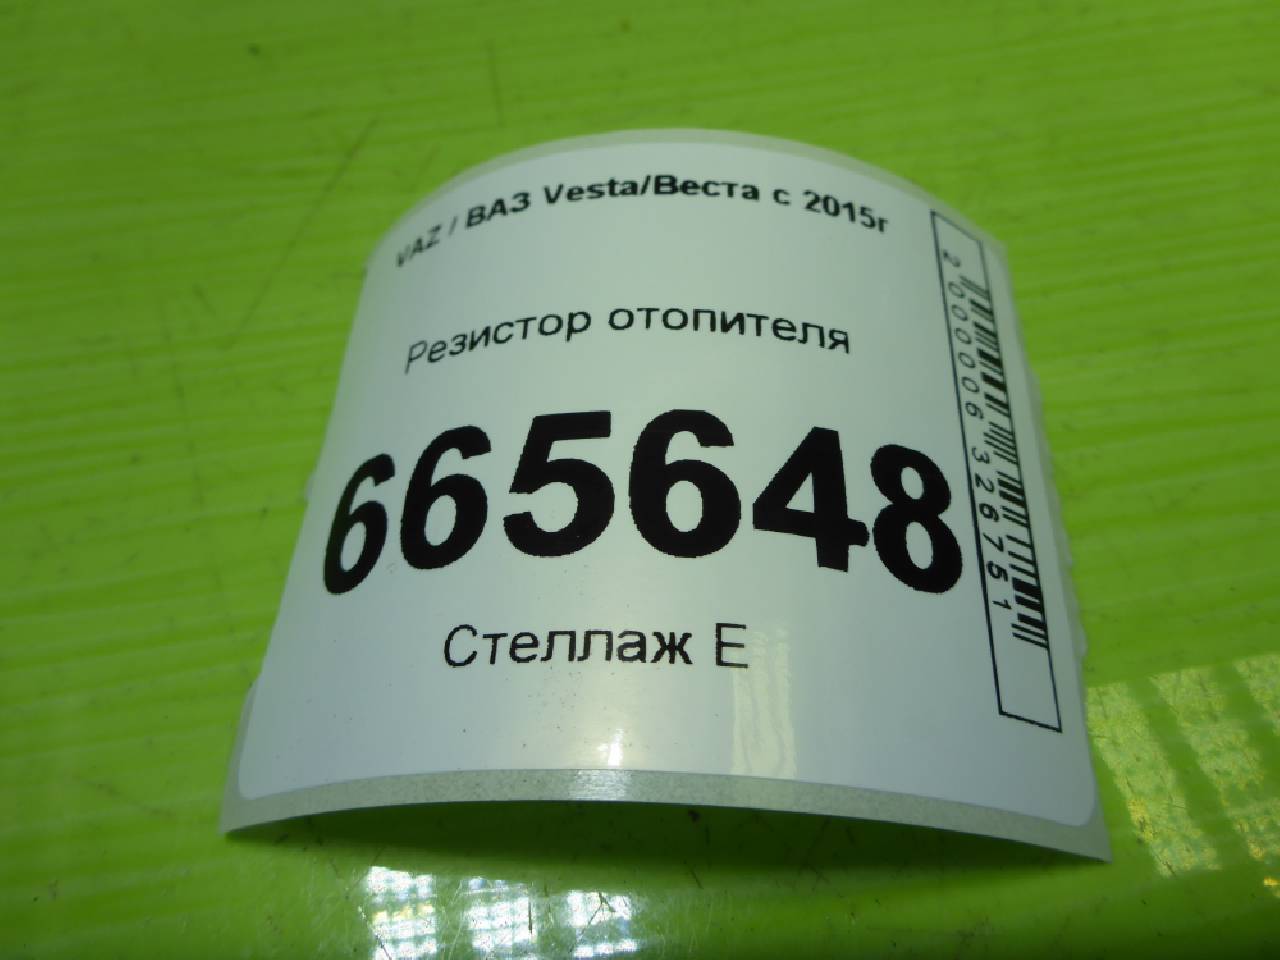 VAZ / ВАЗ Vesta/Веста с 2015г
Резистор отопителя
665648
Стеллаж Е
2000006326751